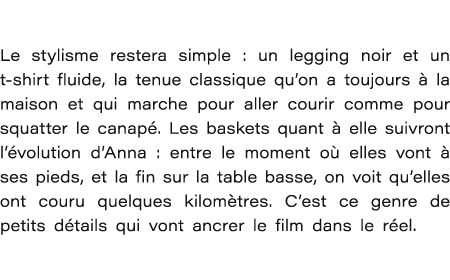 Le stylisme restera simple : un legging noir et un
t-shirt fluide, la tenue classique qu’on a toujours à la
maison et qui marche pour aller courir comme pour
squatter le canapé. Les baskets quant à elle suivront
l’évolution d’Anna : entre le moment où elles vont à
ses pieds, et la fin sur la table basse, on voit qu’elles
ont couru quelques kilomètres. C’est ce genre de
petits détails qui vont ancrer le film dans le réel.